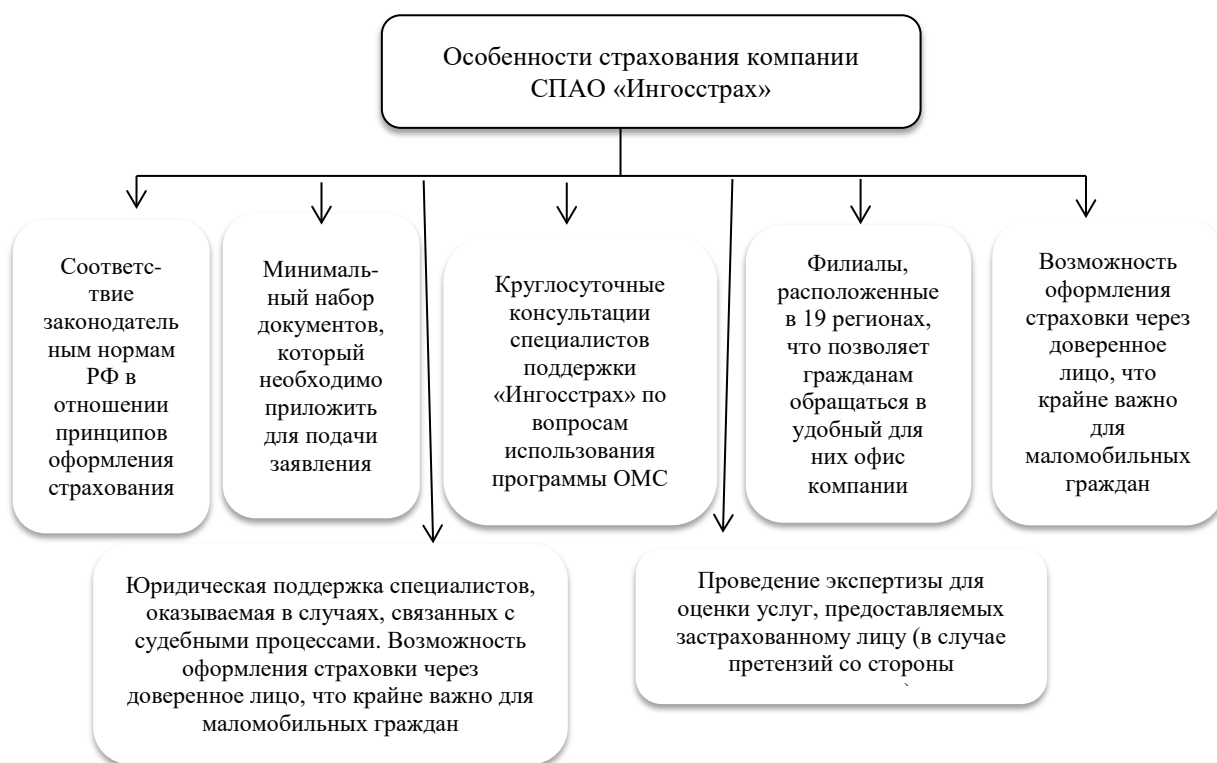 Особенности страхования компании
СПАО «Ингосстрах»
Соответс-
твие
законодатель
ным нормам
РФ в
отношении
принципов
оформления
страхования
Минималь-
ный набор
документов,
который
необходимо
приложить
для подачи
заявления
Круглосуточные
консультации
специалистов
поддержки
«Ингосстрах» по
вопросам
использования
программы ОМС
Филиалы,
расположенные
в 19 регионах,
что позволяет
гражданам
обращаться в
удобный для
них офис
компании
Возможность
оформления
страховки через
доверенное
лицо, что
крайне важно
для
маломобильных
граждан
Юридическая поддержка специалистов,
оказываемая в случаях, связанных с
судебными процессами. Возможность
оформления страховки через
доверенное лицо, что крайне важно для
маломобильных граждан
Проведение экспертизы для
оценки услуг, предоставляемых
застрахованному лицу (в случае
претензий со стороны